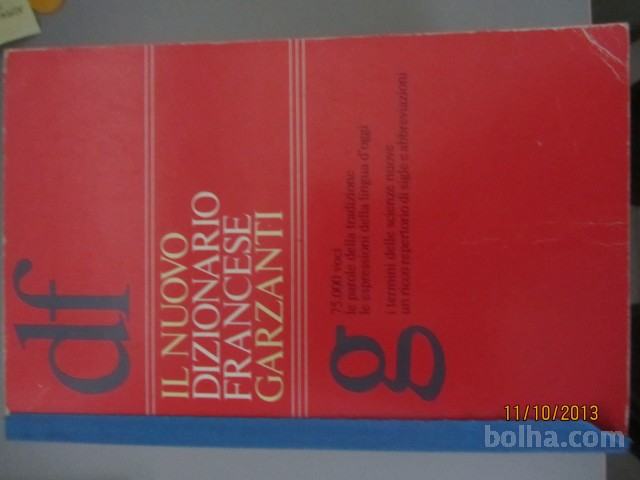 df
IL NUOVO
DIZIONARIO
FRANCESE
GARZANTI
g
75.000 voci
le parole della tradizione
le espressioni della lingua d'oggi
i termini delle scienze nuove
un ricco repertorio di sigle e abbreviazioni
11/10/2013
bolha.com